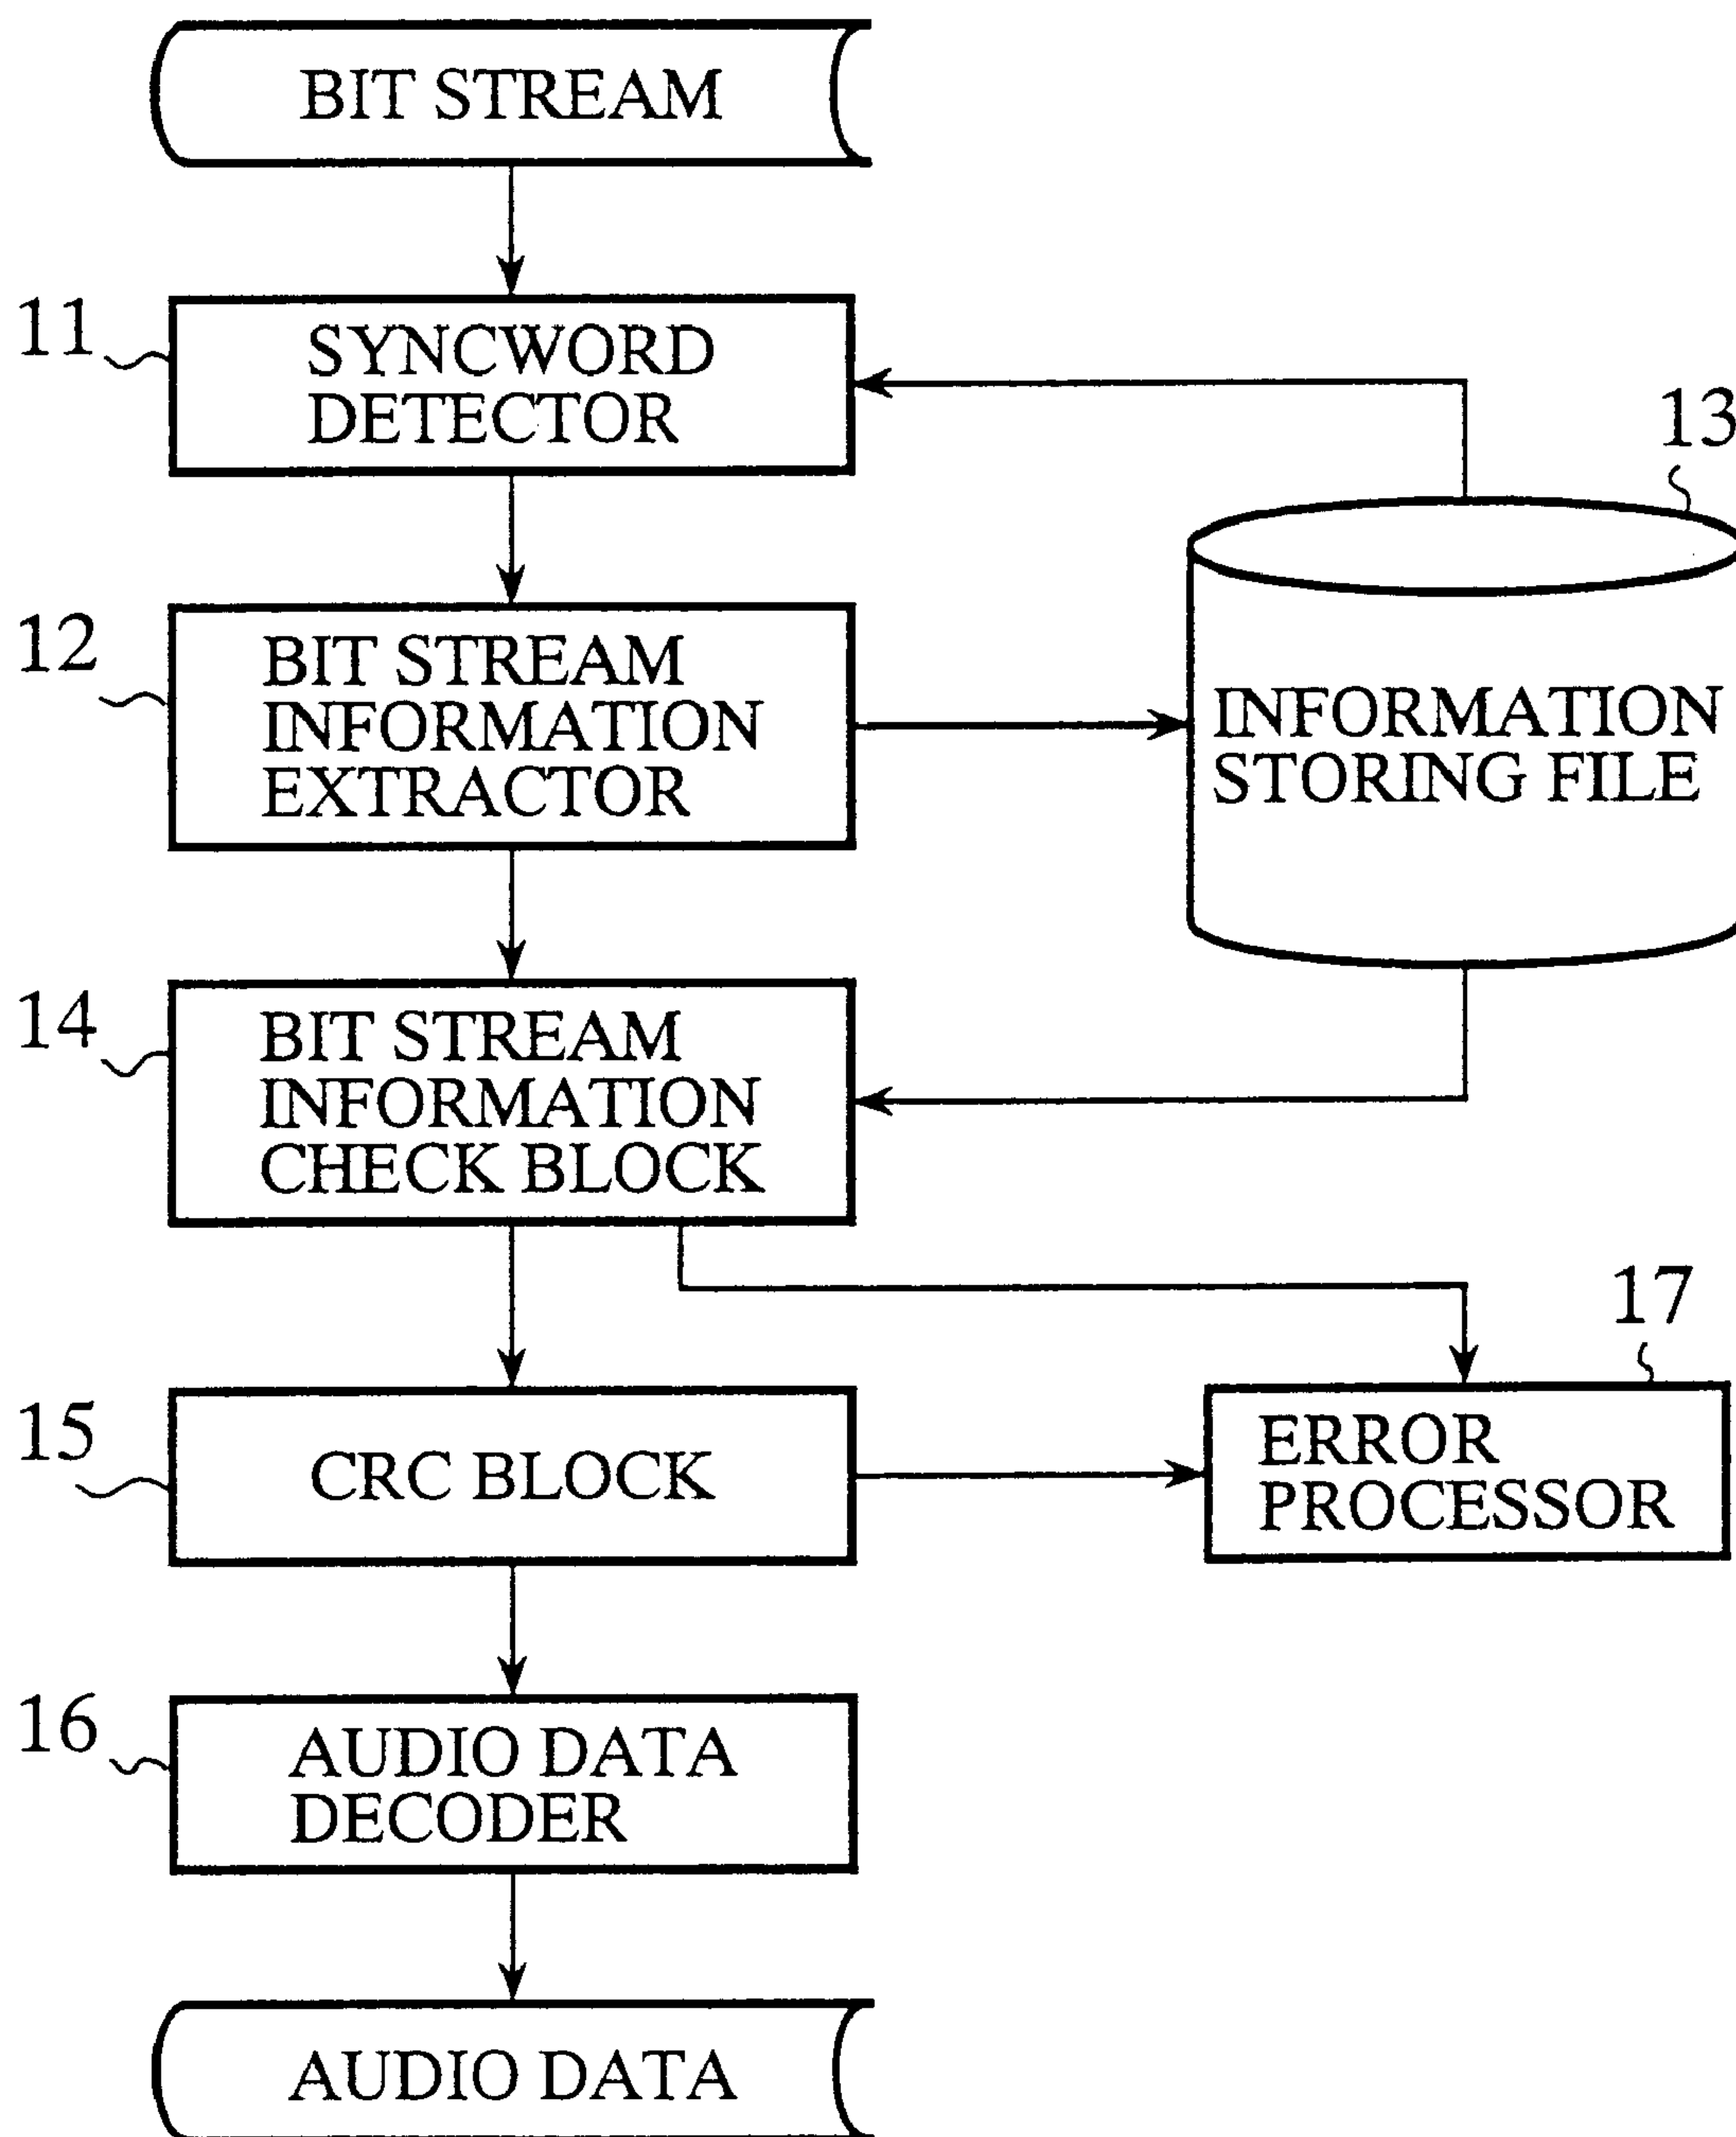 BIT STREAM
11
SYNCWORD
DETECTOR
13
12
BIT STREAM
INFORMATION
EXTRACTOR
INFORMATION
STORING FILE
14
BIT STREAM
INFORMATION
CHECK BLOCK
17
15
CRC BLOCK
ERROR
PROCESSOR
16
AUDIO DATA
DECODER
AUDIO DATA